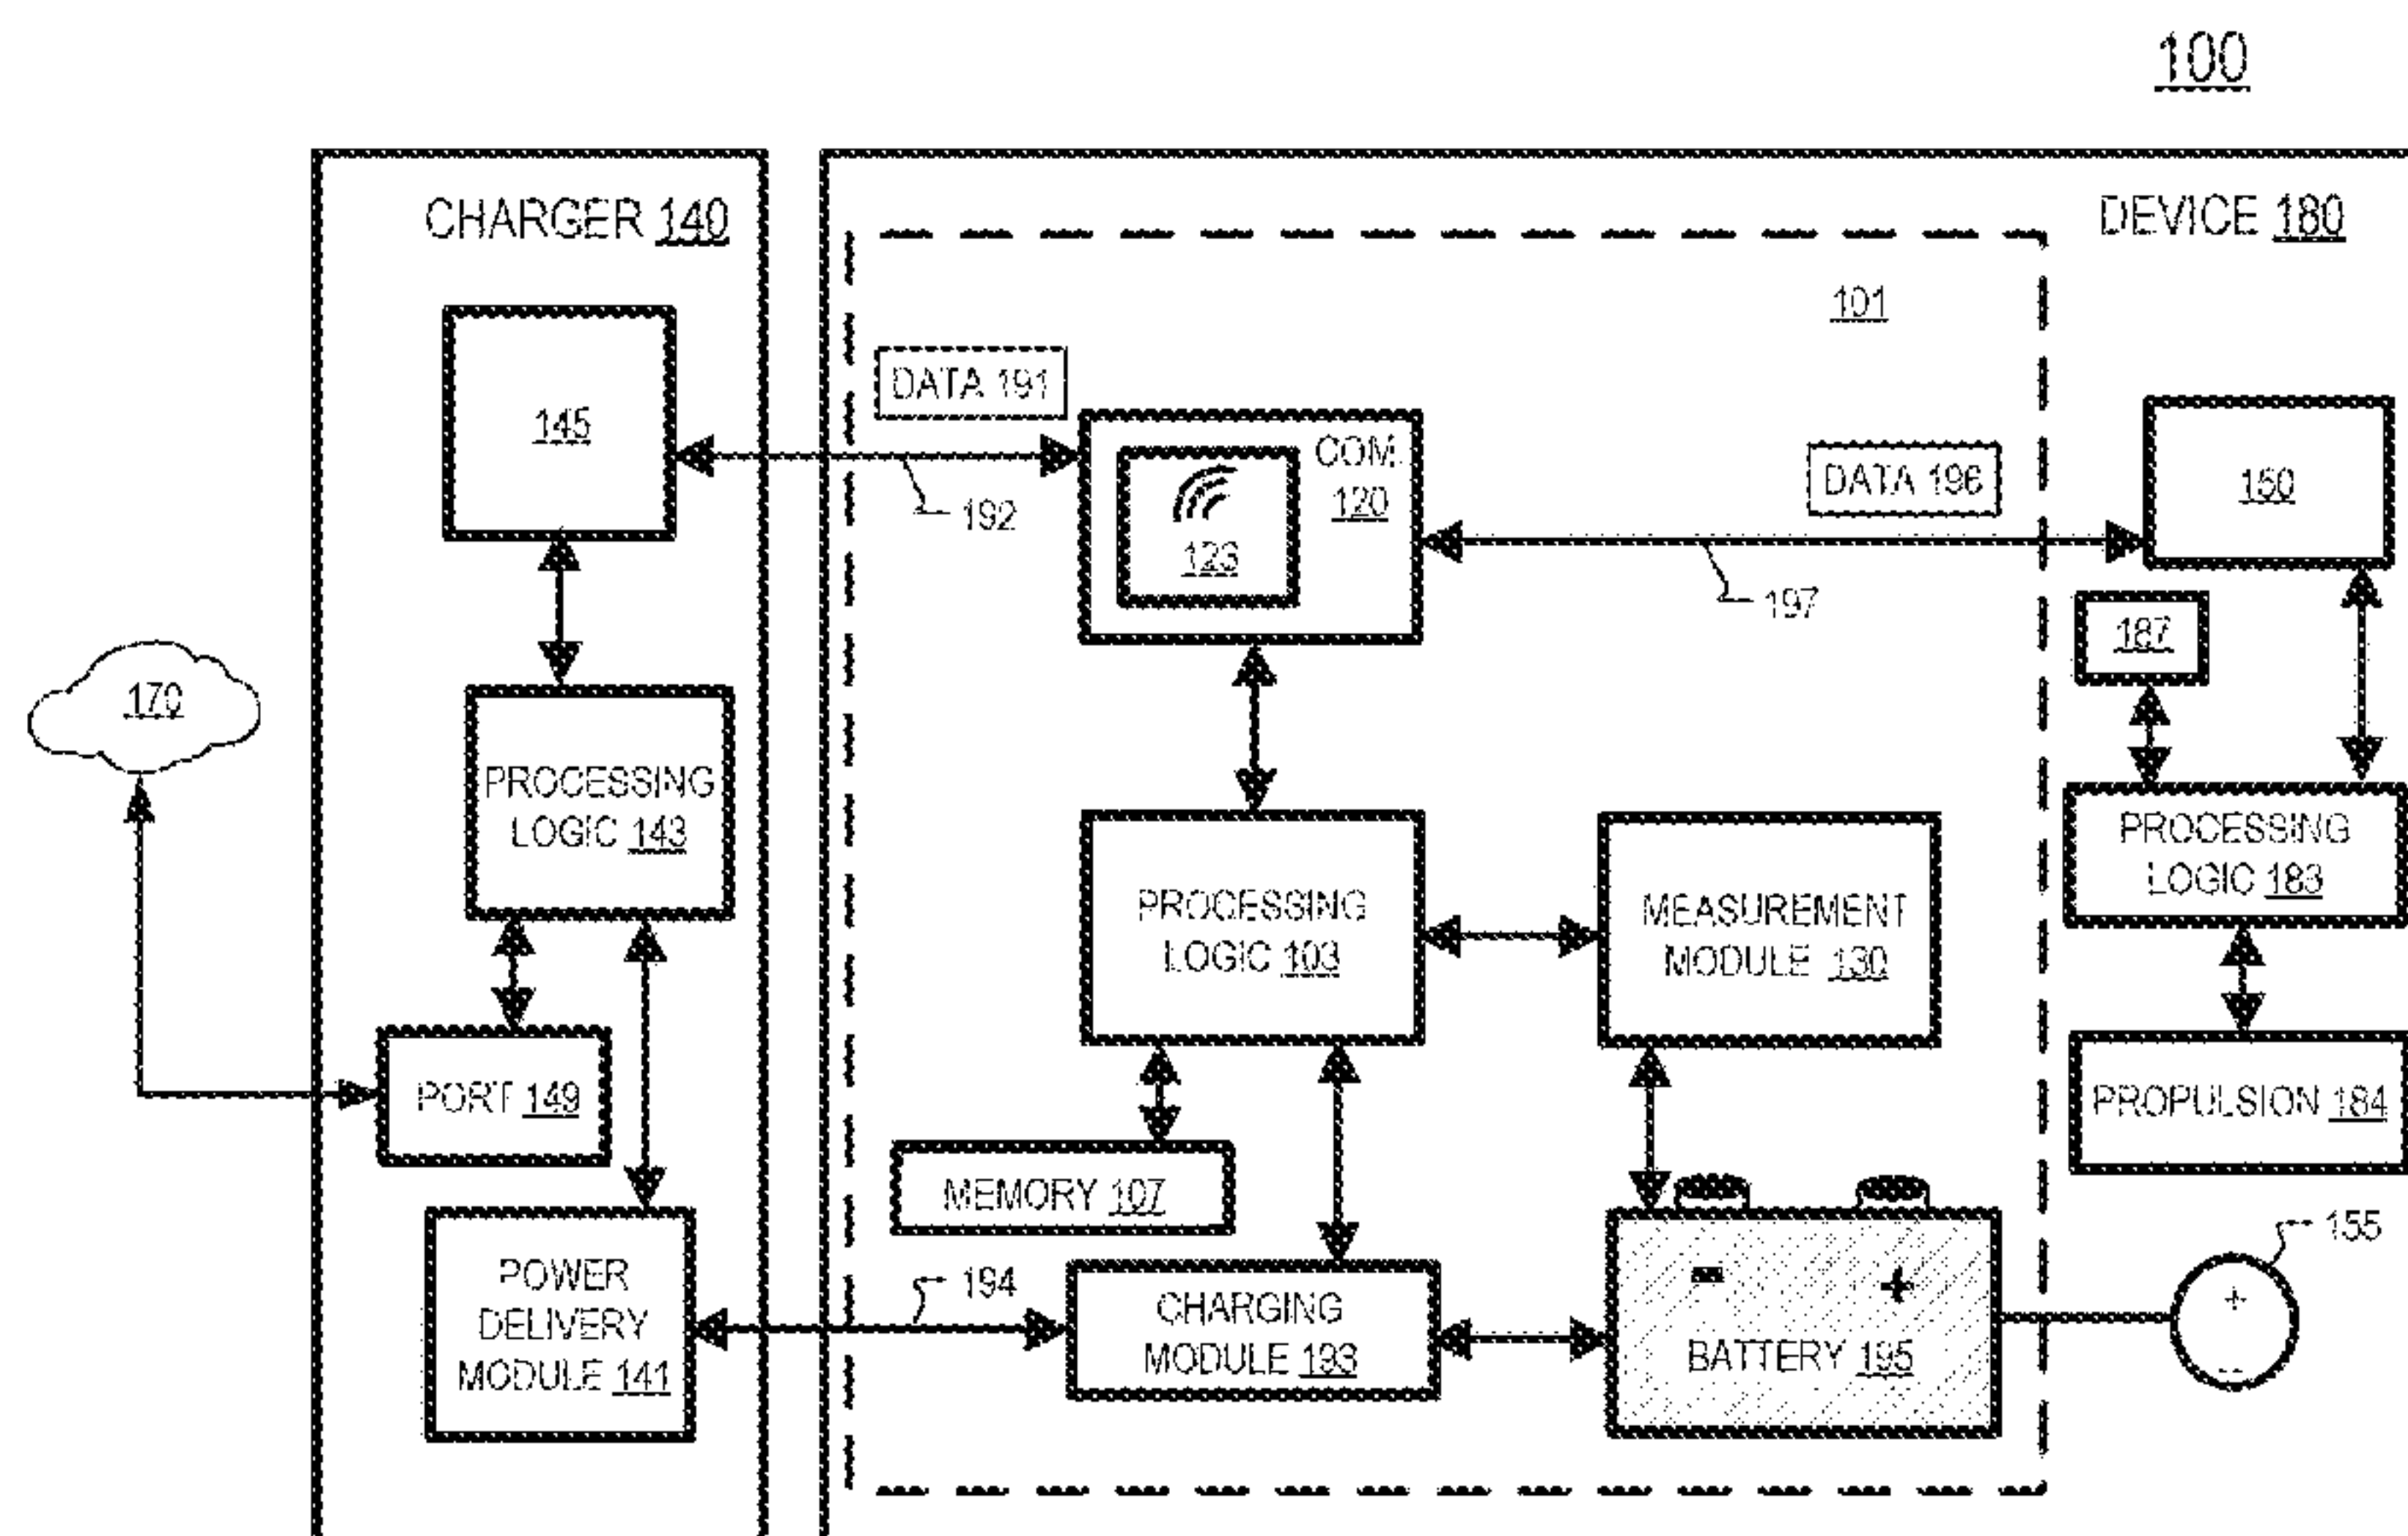 100
CHARGER 140
DEVICE 180
101
145
DATA 191
COM.
120
123
192
DATA 196
150
197
187
170
PROCESSING
LOGIC 143
PROCESSING
LOGIC 103
MEASUREMENT
MODULE 130
PROCESSING
LOGIC 183
PORT 149
PROPULSION 184
MEMORY 107
POWER
DELIVERY
MODULE 141
194
CHARGING
MODULE 193
- +
BATTERY 195
155
+
--